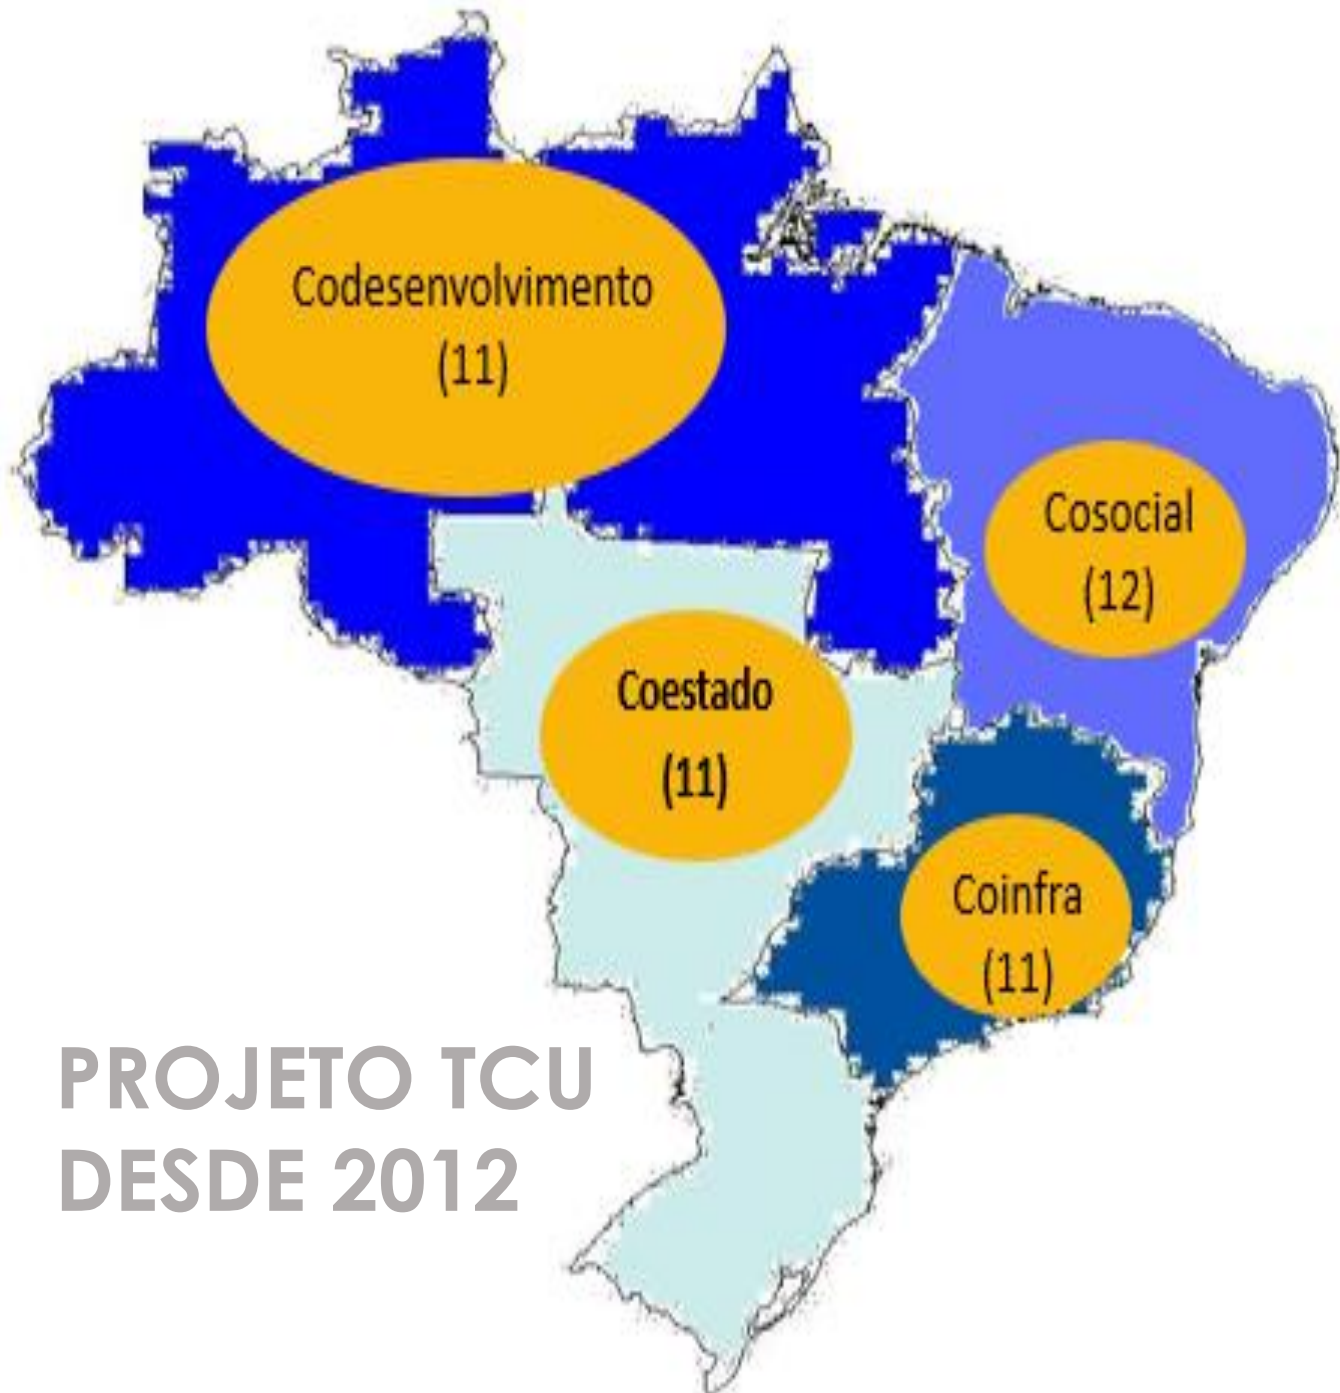 Codesenvolvimento
(11)
Cosocial
(12)
Coestado
(11)
Coinfra
(11)
PROJETO TCU
DESDE 2012